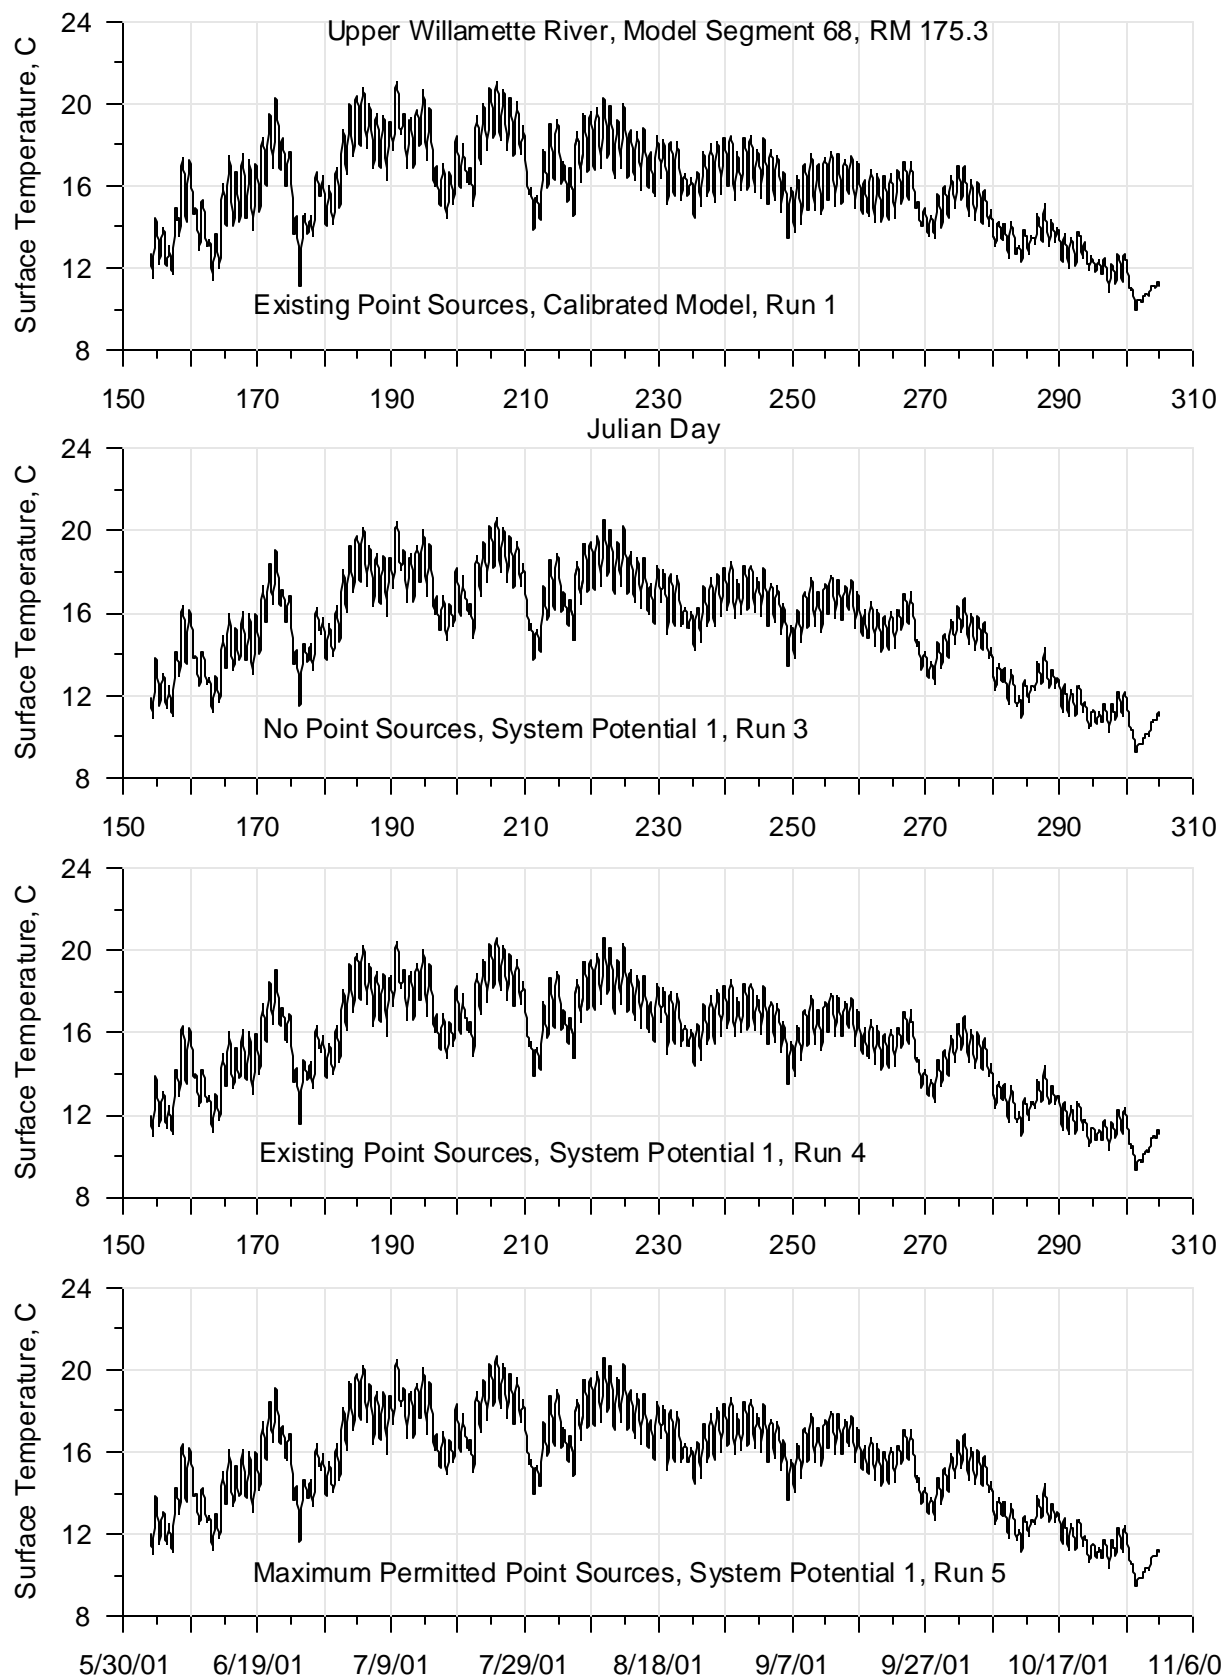 Upper Willamette River, Model Segment 68, RM 175.3
24
20
16
12
8
Surface Temperature, C
Existing Point Sources, Calibrated Model, Run 1
150 170 190 210 230 250 270 290 310
Julian Day
24
20
16
12
8
Surface Temperature, C
No Point Sources, System Potential 1, Run 3
150 170 190 210 230 250 270 290 310
24
20
16
12
8
Surface Temperature, C
Existing Point Sources, System Potential 1, Run 4
150 170 190 210 230 250 270 290 310
24
20
16
12
8
Surface Temperature, C
Maximum Permitted Point Sources, System Potential 1, Run 5
5/30/01 6/19/01 7/9/01 7/29/01 8/18/01 9/7/01 9/27/01 10/17/01 11/6/0